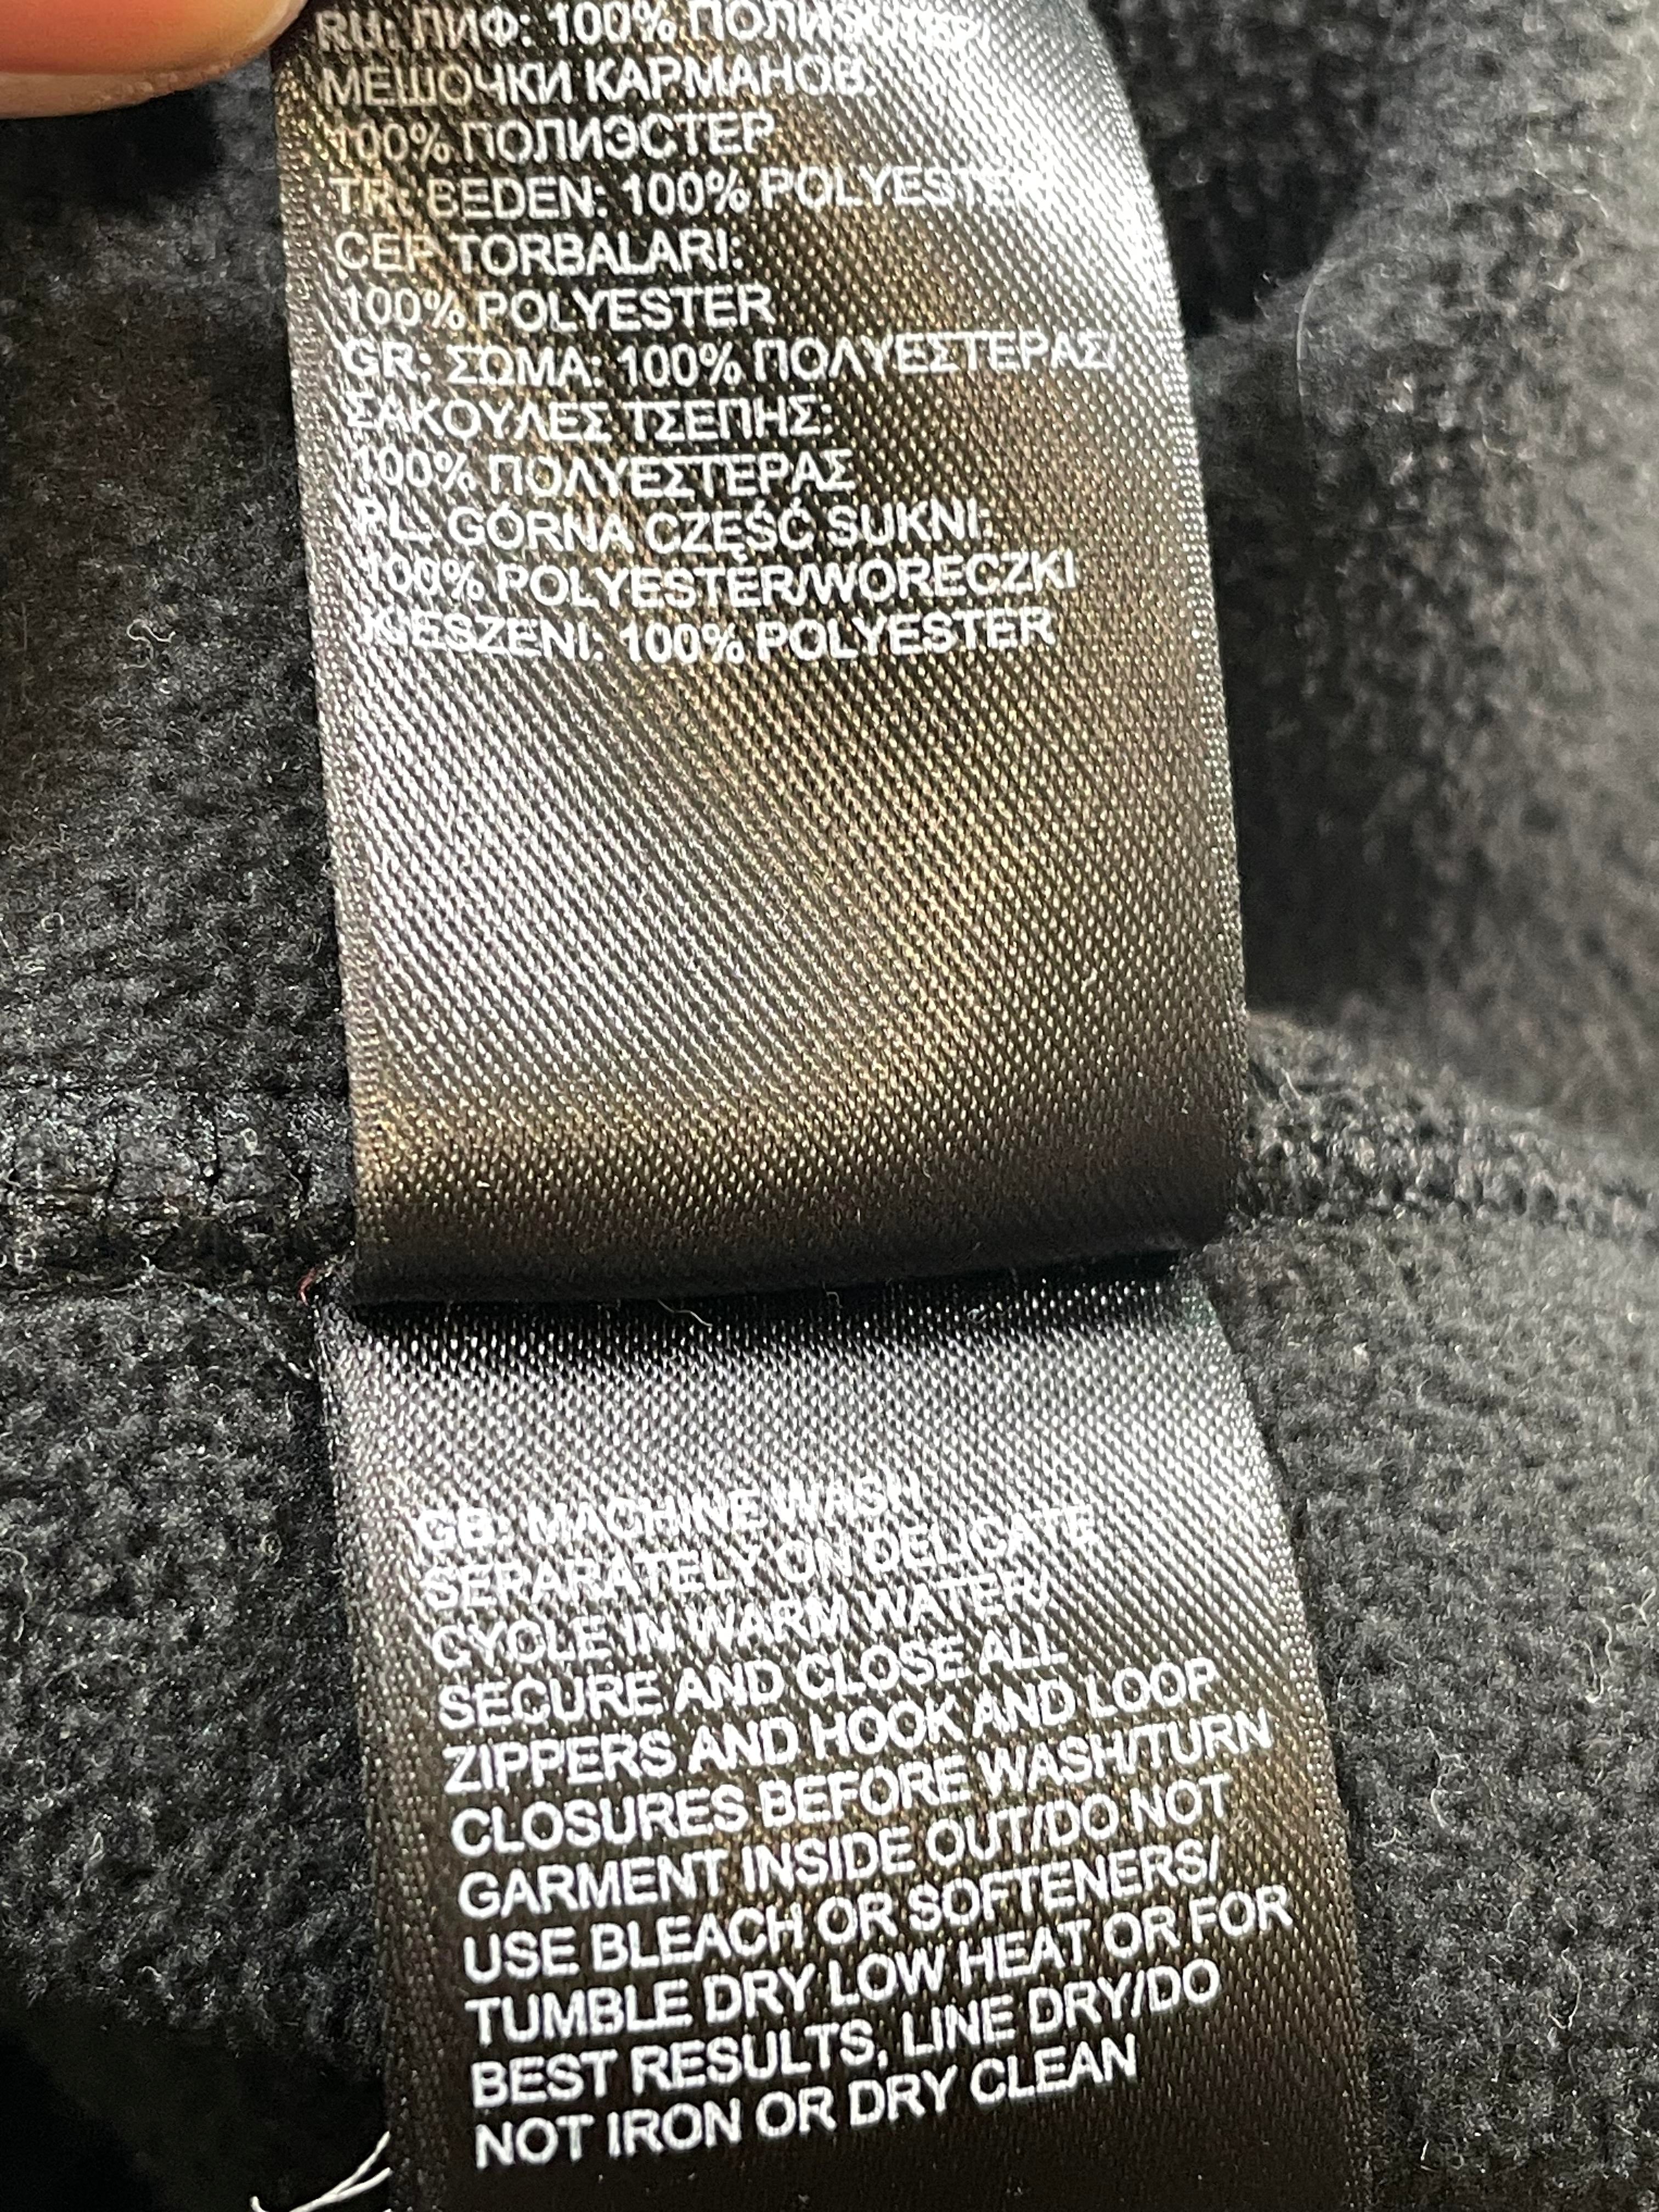 RU: ЛИФ: 100% ПОЛИЭСТЕР/
МЕШОЧКИ КАРМАНОВ:
100% ПОЛИЭСТЕР
TR: BEDEN: 100% POLYESTER/
CEP TORBALARI:
100% POLYESTER
GR: ΣΩΜΑ: 100% ΠΟΛΥΕΣΤΕΡΑΣ/
ΣΑΚΟΥΛΕΣ ΤΣΕΠΗΣ:
100% ΠΟΛΥΕΣΤΕΡΑΣ
PL: GÓRNA CZĘŚĆ SUKNI:
100% POLYESTER/WORECZKI
KIESZENI: 100% POLYESTER
GB: MACHINE WASH
SEPARATELY ON DELICATE
CYCLE IN WARM WATER/
SECURE AND CLOSE ALL
ZIPPERS AND HOOK AND LOOP
CLOSURES BEFORE WASH/TURN
GARMENT INSIDE OUT/DO NOT
USE BLEACH OR SOFTENERS/
TUMBLE DRY LOW HEAT OR FOR
BEST RESULTS, LINE DRY/DO
NOT IRON OR DRY CLEAN